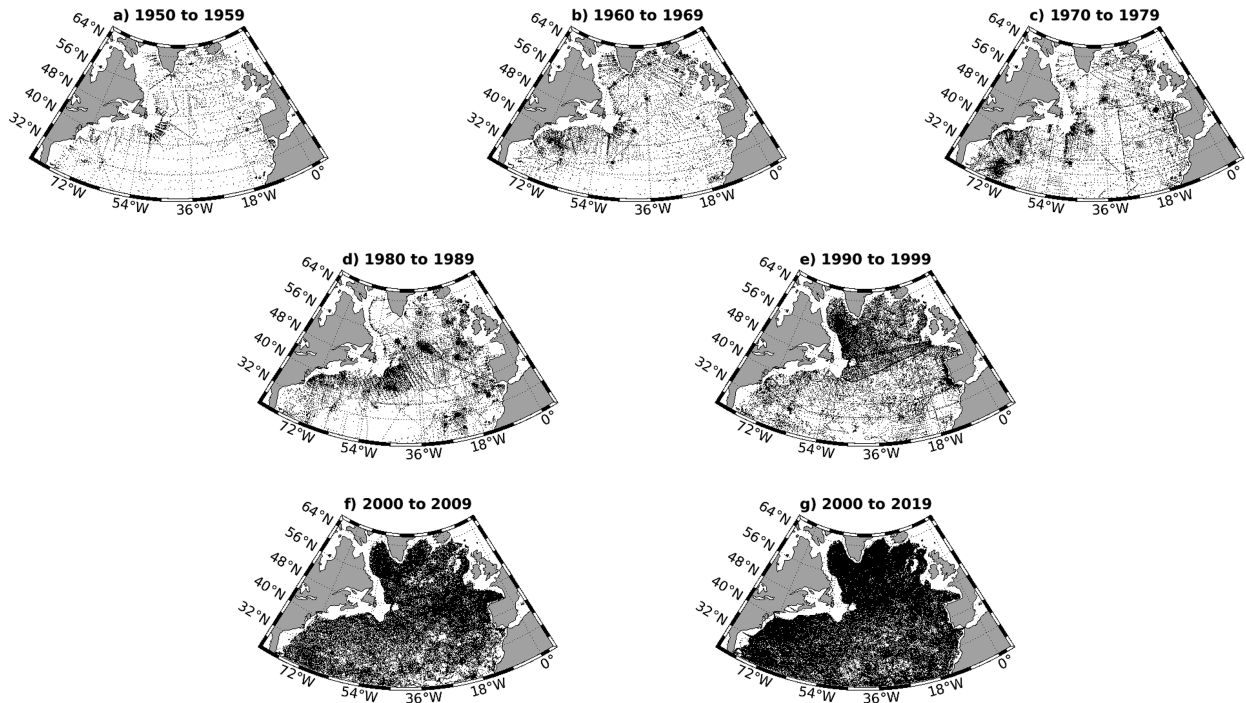 a) 1950 to 1959
64°N
56°N
48°N
40°N
32°N
72°W
54°W
36°W
18°W
0°
b) 1960 to 1969
64°N
56°N
48°N
40°N
32°N
72°W
54°W
36°W
18°W
0°
c) 1970 to 1979
64°N
56°N
48°N
40°N
32°N
72°W
54°W
36°W
18°W
0°
d) 1980 to 1989
64°N
56°N
48°N
40°N
32°N
72°W
54°W
36°W
18°W
0°
e) 1990 to 1999
64°N
56°N
48°N
40°N
32°N
72°W
54°W
36°W
18°W
0°
f) 2000 to 2009
64°N
56°N
48°N
40°N
32°N
72°W
54°W
36°W
18°W
0°
g) 2000 to 2019
64°N
56°N
48°N
40°N
32°N
72°W
54°W
36°W
18°W
0°